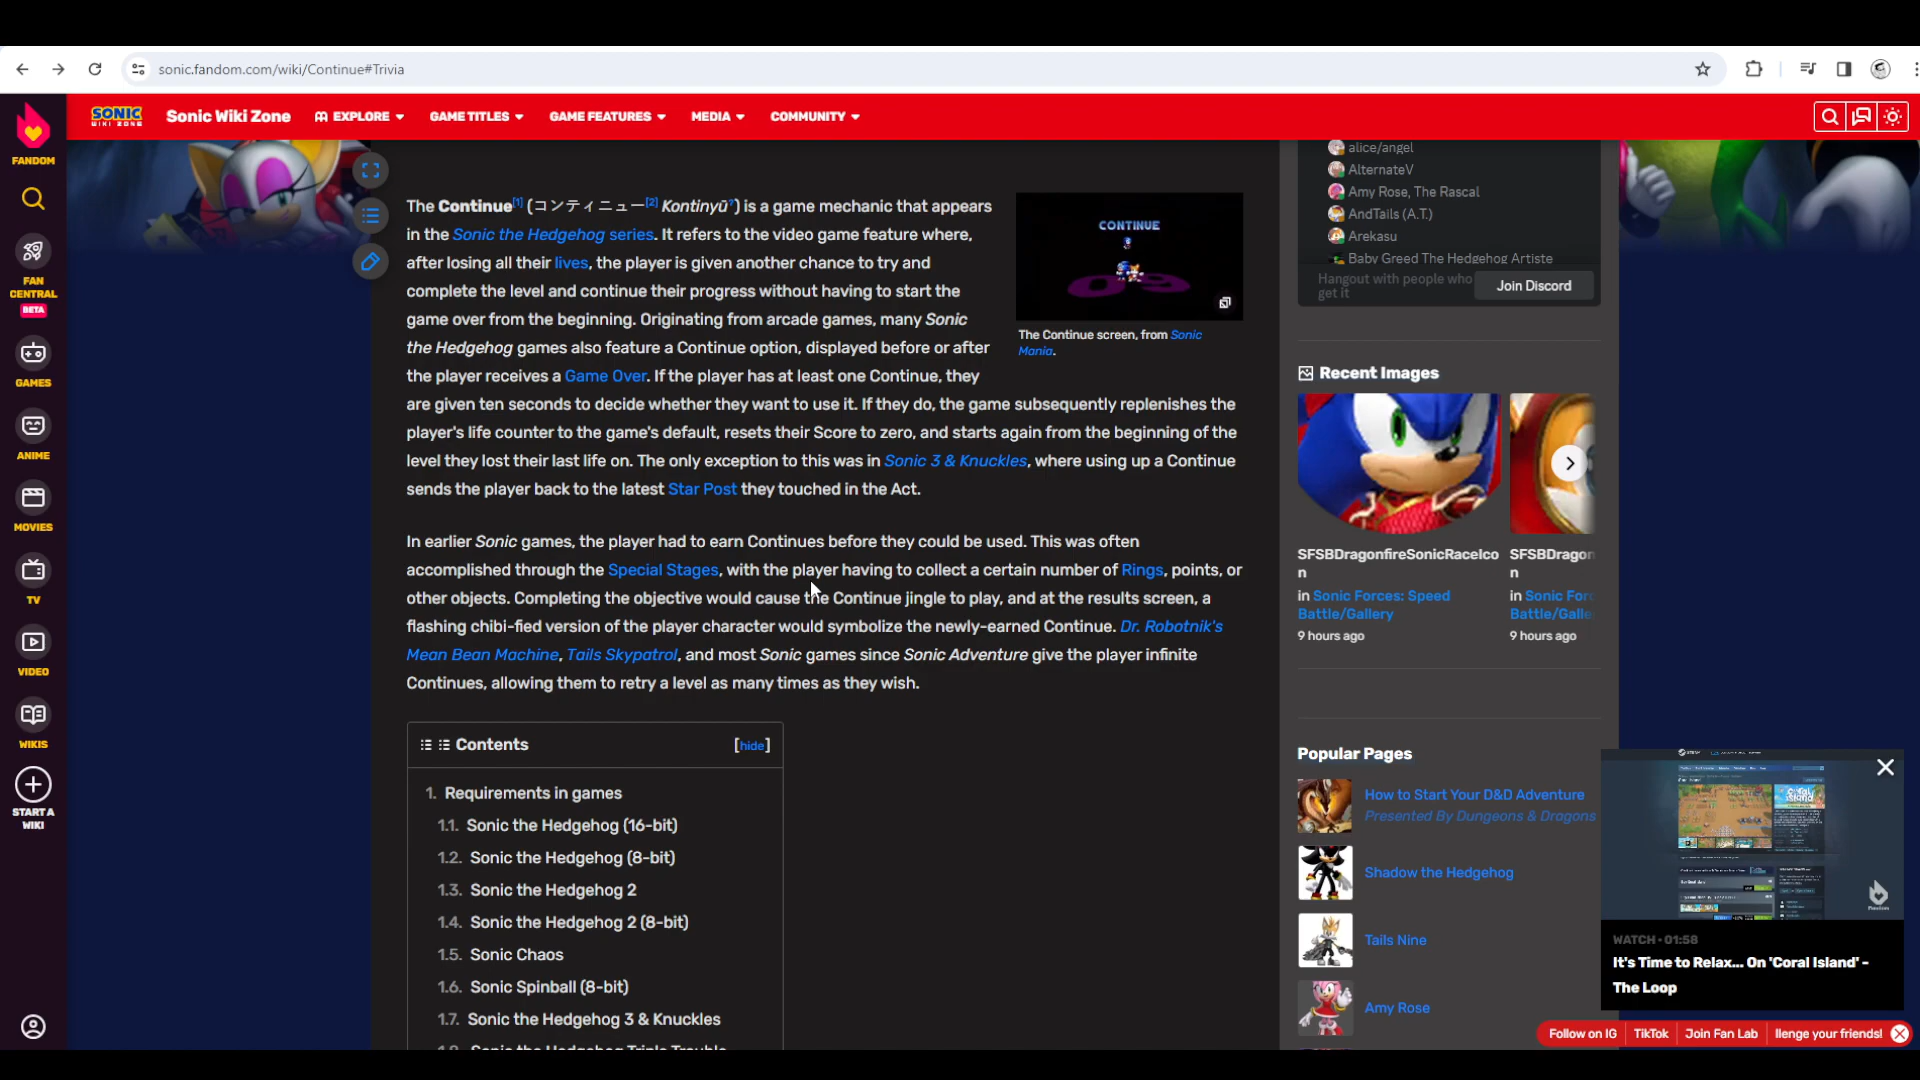 sonic.fandom.com/wiki/Continue#Trivia
FANDOM
SONIC
WIKI ZONE
Sonic Wiki Zone
EXPLORE
GAME TITLES
GAME FEATURES
MEDIA
COMMUNITY
FAN
CENTRAL
BETA
GAMES
ANIME
MOVIES
TV
VIDEO
WIKIS
START A
WIKI
The Continue[1] (コンティニュー[2] Kontinyū?) is a game mechanic that appears
in the Sonic the Hedgehog series. It refers to the video game feature where,
after losing all their lives, the player is given another chance to try and
complete the level and continue their progress without having to start the
game over from the beginning. Originating from arcade games, many Sonic
the Hedgehog games also feature a Continue option, displayed before or after
the player receives a Game Over. If the player has at least one Continue, they
are given ten seconds to decide whether they want to use it. If they do, the game subsequently replenishes the
player's life counter to the game's default, resets their Score to zero, and starts again from the beginning of the
level they lost their last life on. The only exception to this was in Sonic 3 & Knuckles, where using up a Continue
sends the player back to the latest Star Post they touched in the Act.
CONTINUE
The Continue screen, from Sonic
Mania.
In earlier Sonic games, the player had to earn Continues before they could be used. This was often
accomplished through the Special Stages, with the player having to collect a certain number of Rings, points, or
other objects. Completing the objective would cause the Continue jingle to play, and at the results screen, a
flashing chibi-fied version of the player character would symbolize the newly-earned Continue. Dr. Robotnik's
Mean Bean Machine, Tails Skypatrol, and most Sonic games since Sonic Adventure give the player infinite
Continues, allowing them to retry a level as many times as they wish.
Contents
[hide]
1. Requirements in games
1.1. Sonic the Hedgehog (16-bit)
1.2. Sonic the Hedgehog (8-bit)
1.3. Sonic the Hedgehog 2
1.4. Sonic the Hedgehog 2 (8-bit)
1.5. Sonic Chaos
1.6. Sonic Spinball (8-bit)
1.7. Sonic the Hedgehog 3 & Knuckles
1.8. Sonic the Hedgehog Triple Trouble
alice/angel
AlternateV
Amy Rose, The Rascal
AndTails (A.T.)
Arekasu
Baby Greed The Hedgehog Artiste
Hangout with people who
get it
Join Discord
Recent Images
SFSBDragonfireSonicRaceIco
n
in Sonic Forces: Speed
Battle/Gallery
9 hours ago
SFSBDragon
n
in Sonic Forc
Battle/Galle
9 hours ago
Popular Pages
How to Start Your D&D Adventure
Presented By Dungeons & Dragons
Shadow the Hedgehog
Tails Nine
Amy Rose
WATCH • 01:58
It's Time to Relax... On 'Coral Island' -
The Loop
Follow on IG
TikTok
Join Fan Lab
llenge your friends!